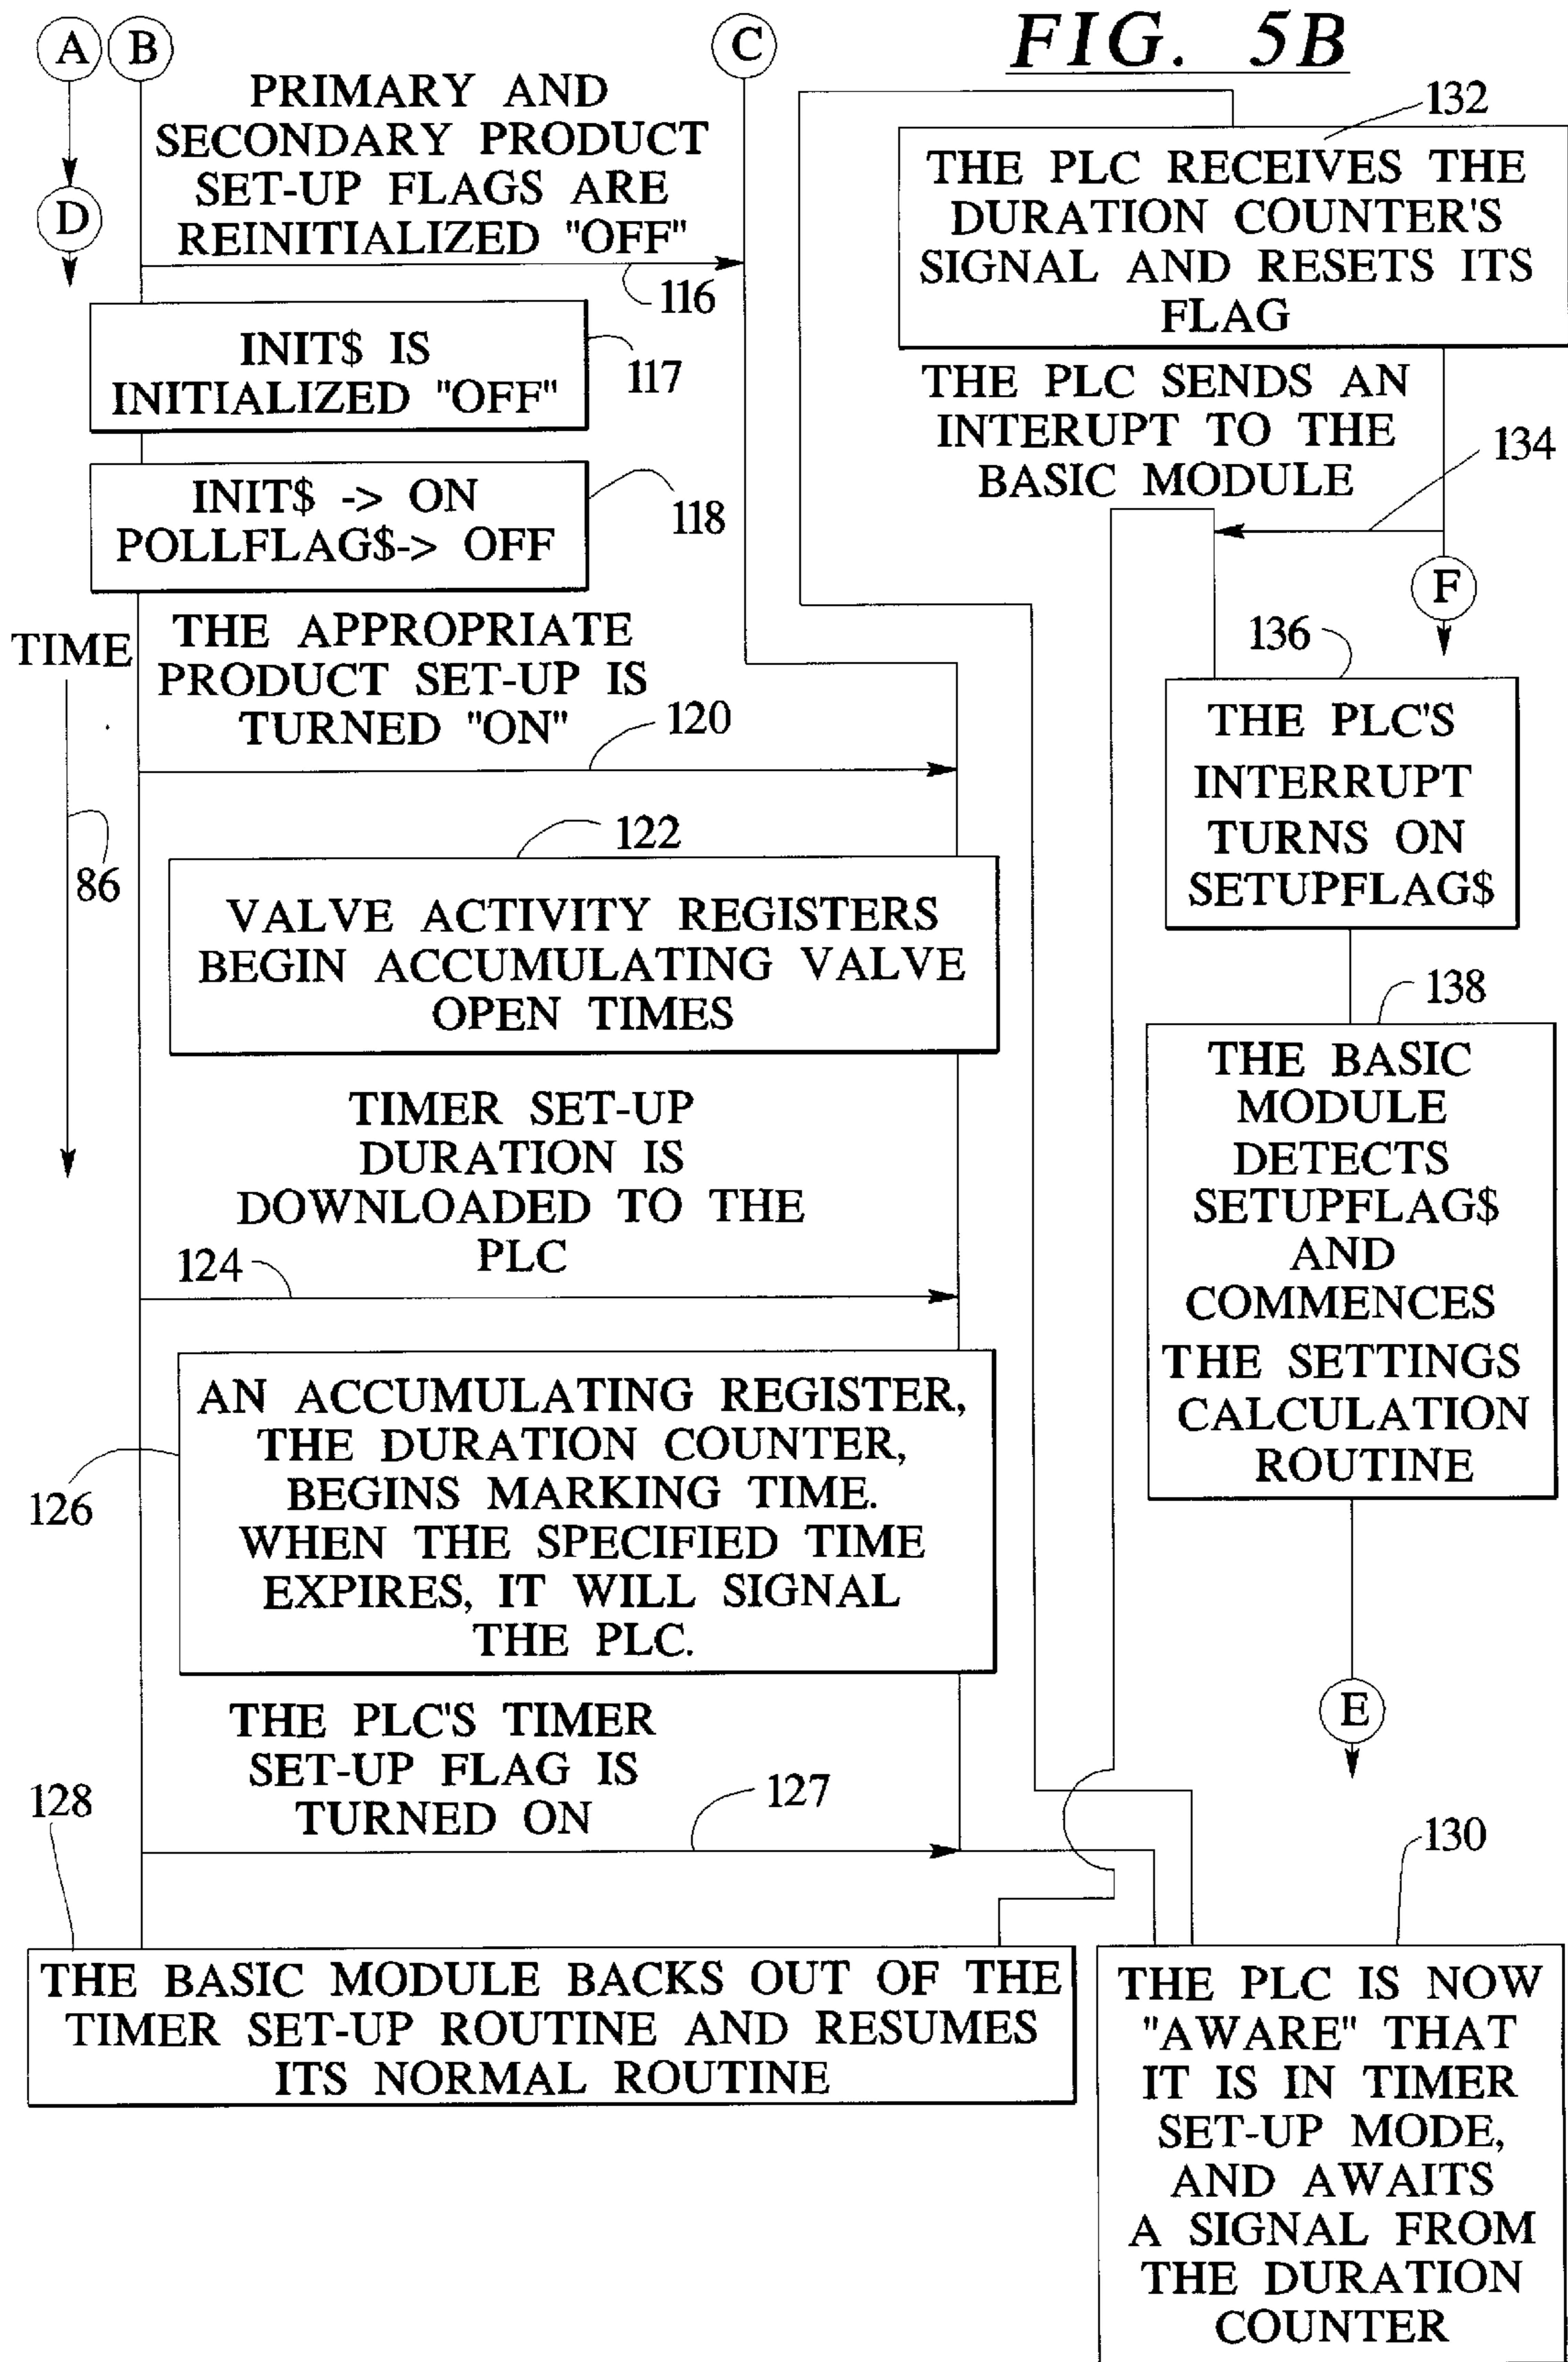 FIG. 5B
A
B
C
PRIMARY AND
SECONDARY PRODUCT
SET-UP FLAGS ARE
REINITIALIZED "OFF"
D
116
INIT$ IS
INITIALIZED "OFF"
117
INIT$ -> ON
POLLFLAG$-> OFF
118
TIME
86
THE APPROPRIATE
PRODUCT SET-UP IS
TURNED "ON"
120
122
VALVE ACTIVITY REGISTERS
BEGIN ACCUMULATING VALVE
OPEN TIMES
TIMER SET-UP
DURATION IS
DOWNLOADED TO THE
PLC
124
AN ACCUMULATING REGISTER,
THE DURATION COUNTER,
BEGINS MARKING TIME.
WHEN THE SPECIFIED TIME
EXPIRES, IT WILL SIGNAL
THE PLC.
126
THE PLC'S TIMER
SET-UP FLAG IS
TURNED ON
127
128
THE BASIC MODULE BACKS OUT OF THE
TIMER SET-UP ROUTINE AND RESUMES
ITS NORMAL ROUTINE
132
THE PLC RECEIVES THE
DURATION COUNTER'S
SIGNAL AND RESETS ITS
FLAG
THE PLC SENDS AN
INTERUPT TO THE
BASIC MODULE
134
F
136
THE PLC'S
INTERRUPT
TURNS ON
SETUPFLAG$
138
THE BASIC
MODULE
DETECTS
SETUPFLAG$
AND
COMMENCES
THE SETTINGS
CALCULATION
ROUTINE
E
130
THE PLC IS NOW
"AWARE" THAT
IT IS IN TIMER
SET-UP MODE,
AND AWAITS
A SIGNAL FROM
THE DURATION
COUNTER